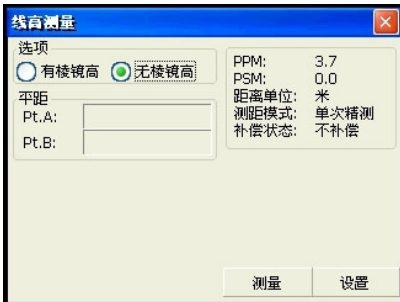 线高测量
选项
有棱镜高 无棱镜高
平距
Pt.A:
Pt.B:
PPM: 3.7
PSM: 0.0
距离单位: 米
测距模式: 单次精测
补偿状态: 不补偿
测量 设置